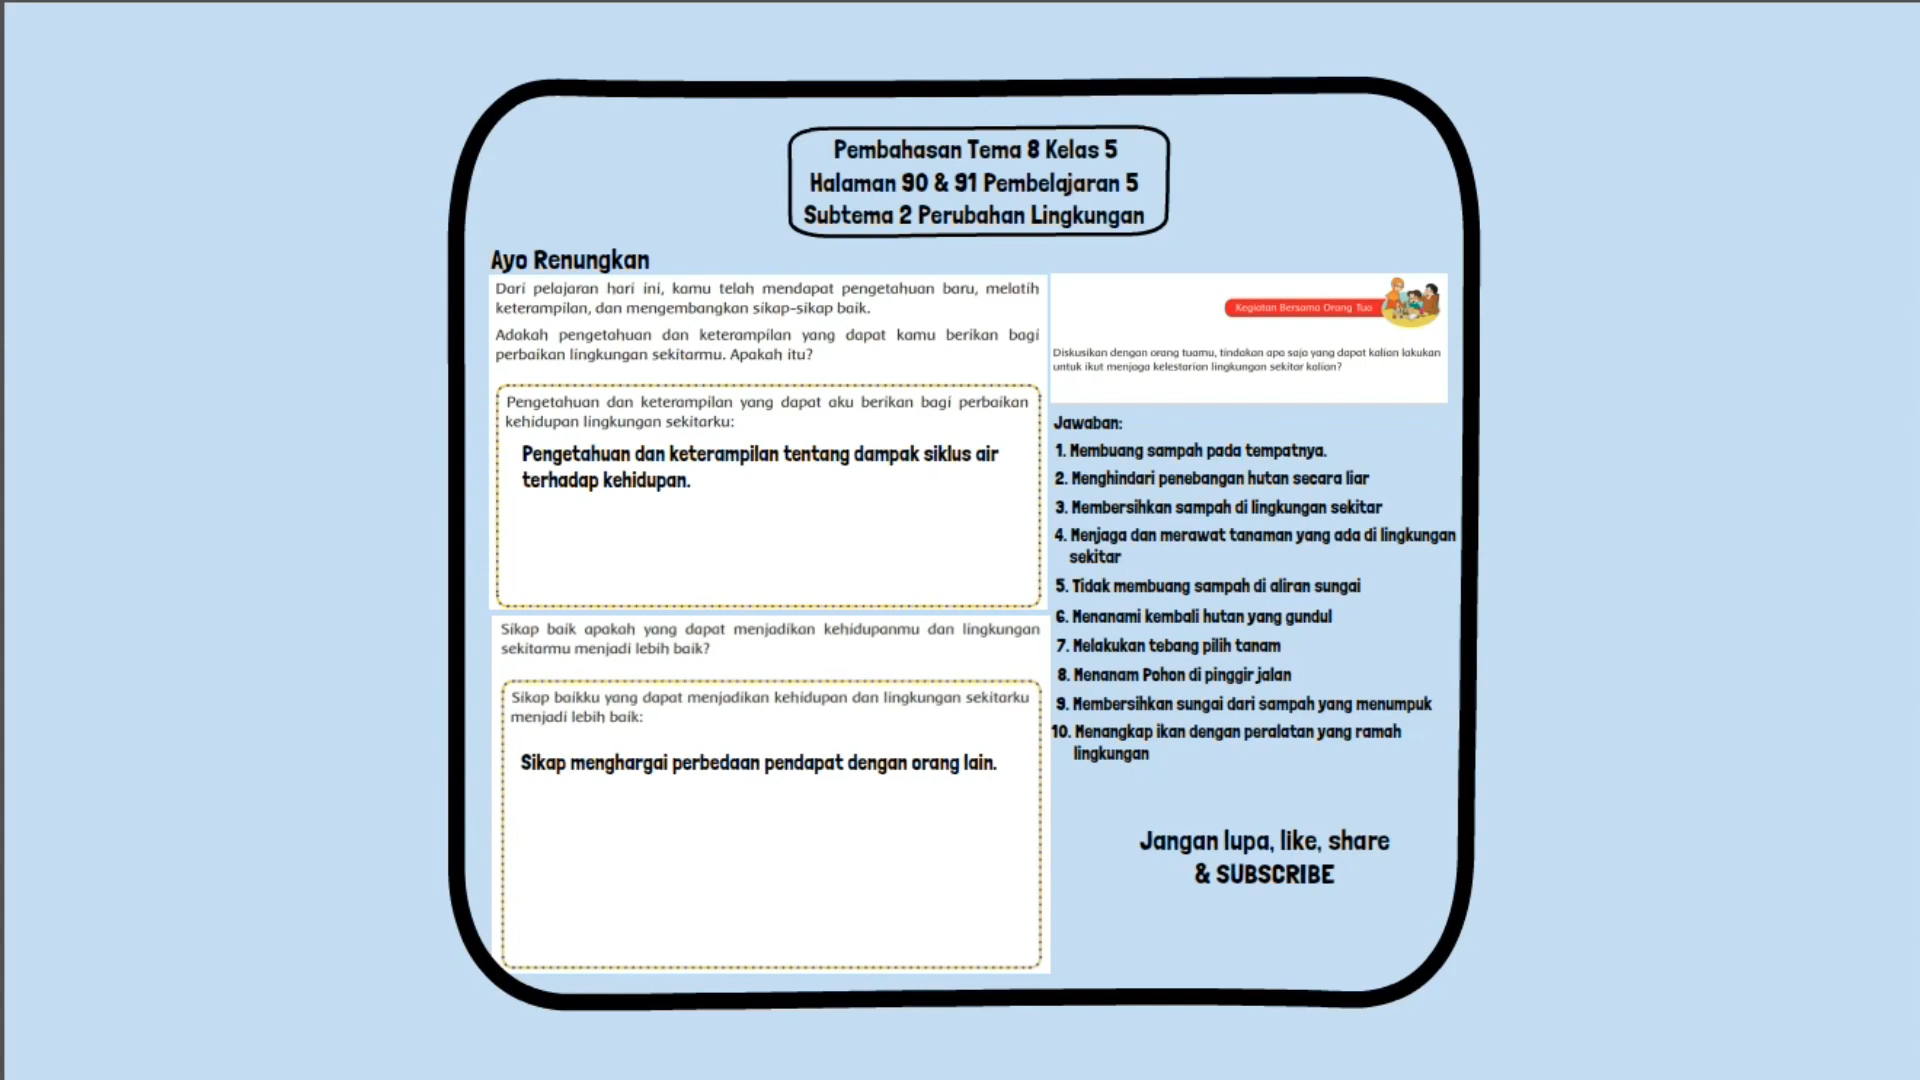 Pembahasan Tema 8 Kelas 5
Halaman 90 & 91 Pembelajaran 5
Subtema 2 Perubahan Lingkungan
Ayo Renungkan
Dari pelajaran hari ini, kamu telah mendapat pengetahuan baru, melatih
keterampilan, dan mengembangkan sikap-sikap baik.
Adakah pengetahuan dan keterampilan yang dapat kamu berikan bagi
perbaikan lingkungan sekitarmu. Apakah itu?
Pengetahuan dan keterampilan yang dapat aku berikan bagi perbaikan
kehidupan lingkungan sekitarku:
Pengetahuan dan keterampilan tentang dampak siklus air
terhadap kehidupan.
Sikap baik apakah yang dapat menjadikan kehidupanmu dan lingkungan
sekitarmu menjadi lebih baik?
Sikap baikku yang dapat menjadikan kehidupan dan lingkungan sekitarku
menjadi lebih baik:
Sikap menghargai perbedaan pendapat dengan orang lain.
Kegiatan Bersama Orang Tua
Diskusikan dengan orang tuamu, tindakan apa saja yang dapat kalian lakukan
untuk ikut menjaga kelestarian lingkungan sekitar kalian?
Jawaban:
1. Membuang sampah pada tempatnya.
2. Menghindari penebangan hutan secara liar
3. Membersihkan sampah di lingkungan sekitar
4. Menjaga dan merawat tanaman yang ada di lingkungan
sekitar
5. Tidak membuang sampah di aliran sungai
6. Menanami kembali hutan yang gundul
7. Melakukan tebang pilih tanam
8. Menanam Pohon di pinggir jalan
9. Membersihkan sungai dari sampah yang menumpuk
10. Menangkap ikan dengan peralatan yang ramah
lingkungan
Jangan lupa, like, share
& SUBSCRIBE